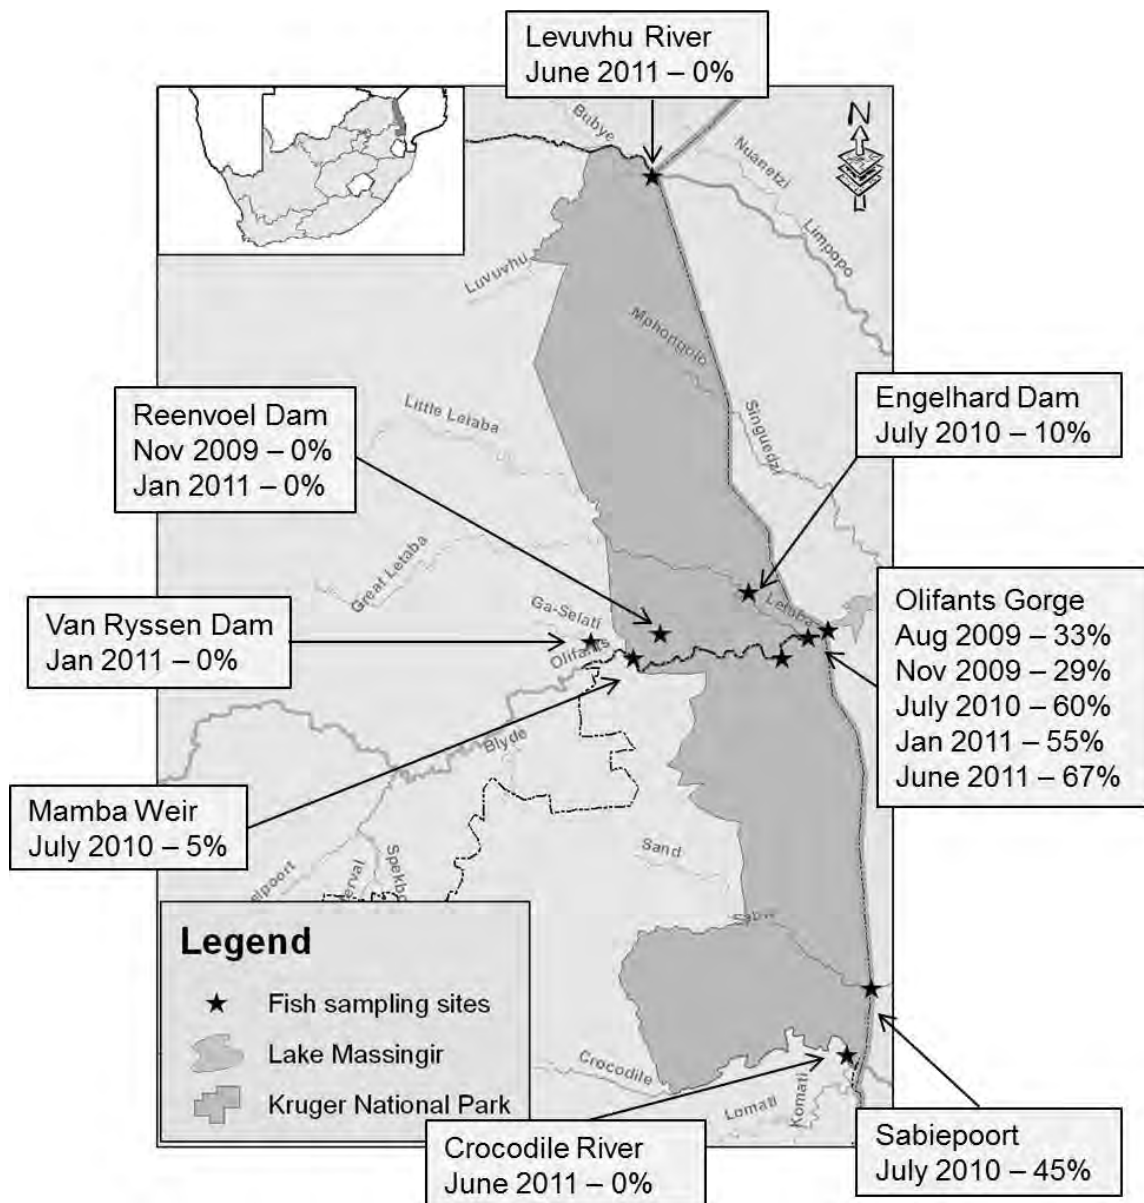 Levuvhu River
June 2011 – 0%
Bubye
Nuanetzi
N
Limpopo
Luvuvhu
Mphongolo
Singuedzi
Reenvoel Dam
Nov 2009 – 0%
Jan 2011 – 0%
Little Letaba
Engelhard Dam
July 2010 – 10%
Great Letaba
Letaba
Ga-Selati
Olifants
Van Ryssen Dam
Jan 2011 – 0%
Olifants Gorge
Aug 2009 – 33%
Nov 2009 – 29%
July 2010 – 60%
Jan 2011 – 55%
June 2011 – 67%
Blyde
Mamba Weir
July 2010 – 5%
Sand
Legend
Fish sampling sites
Lake Massingir
Kruger National Park
Crocodile
Lomati
Komati
Crocodile River
June 2011 – 0%
Sabiepoort
July 2010 – 45%